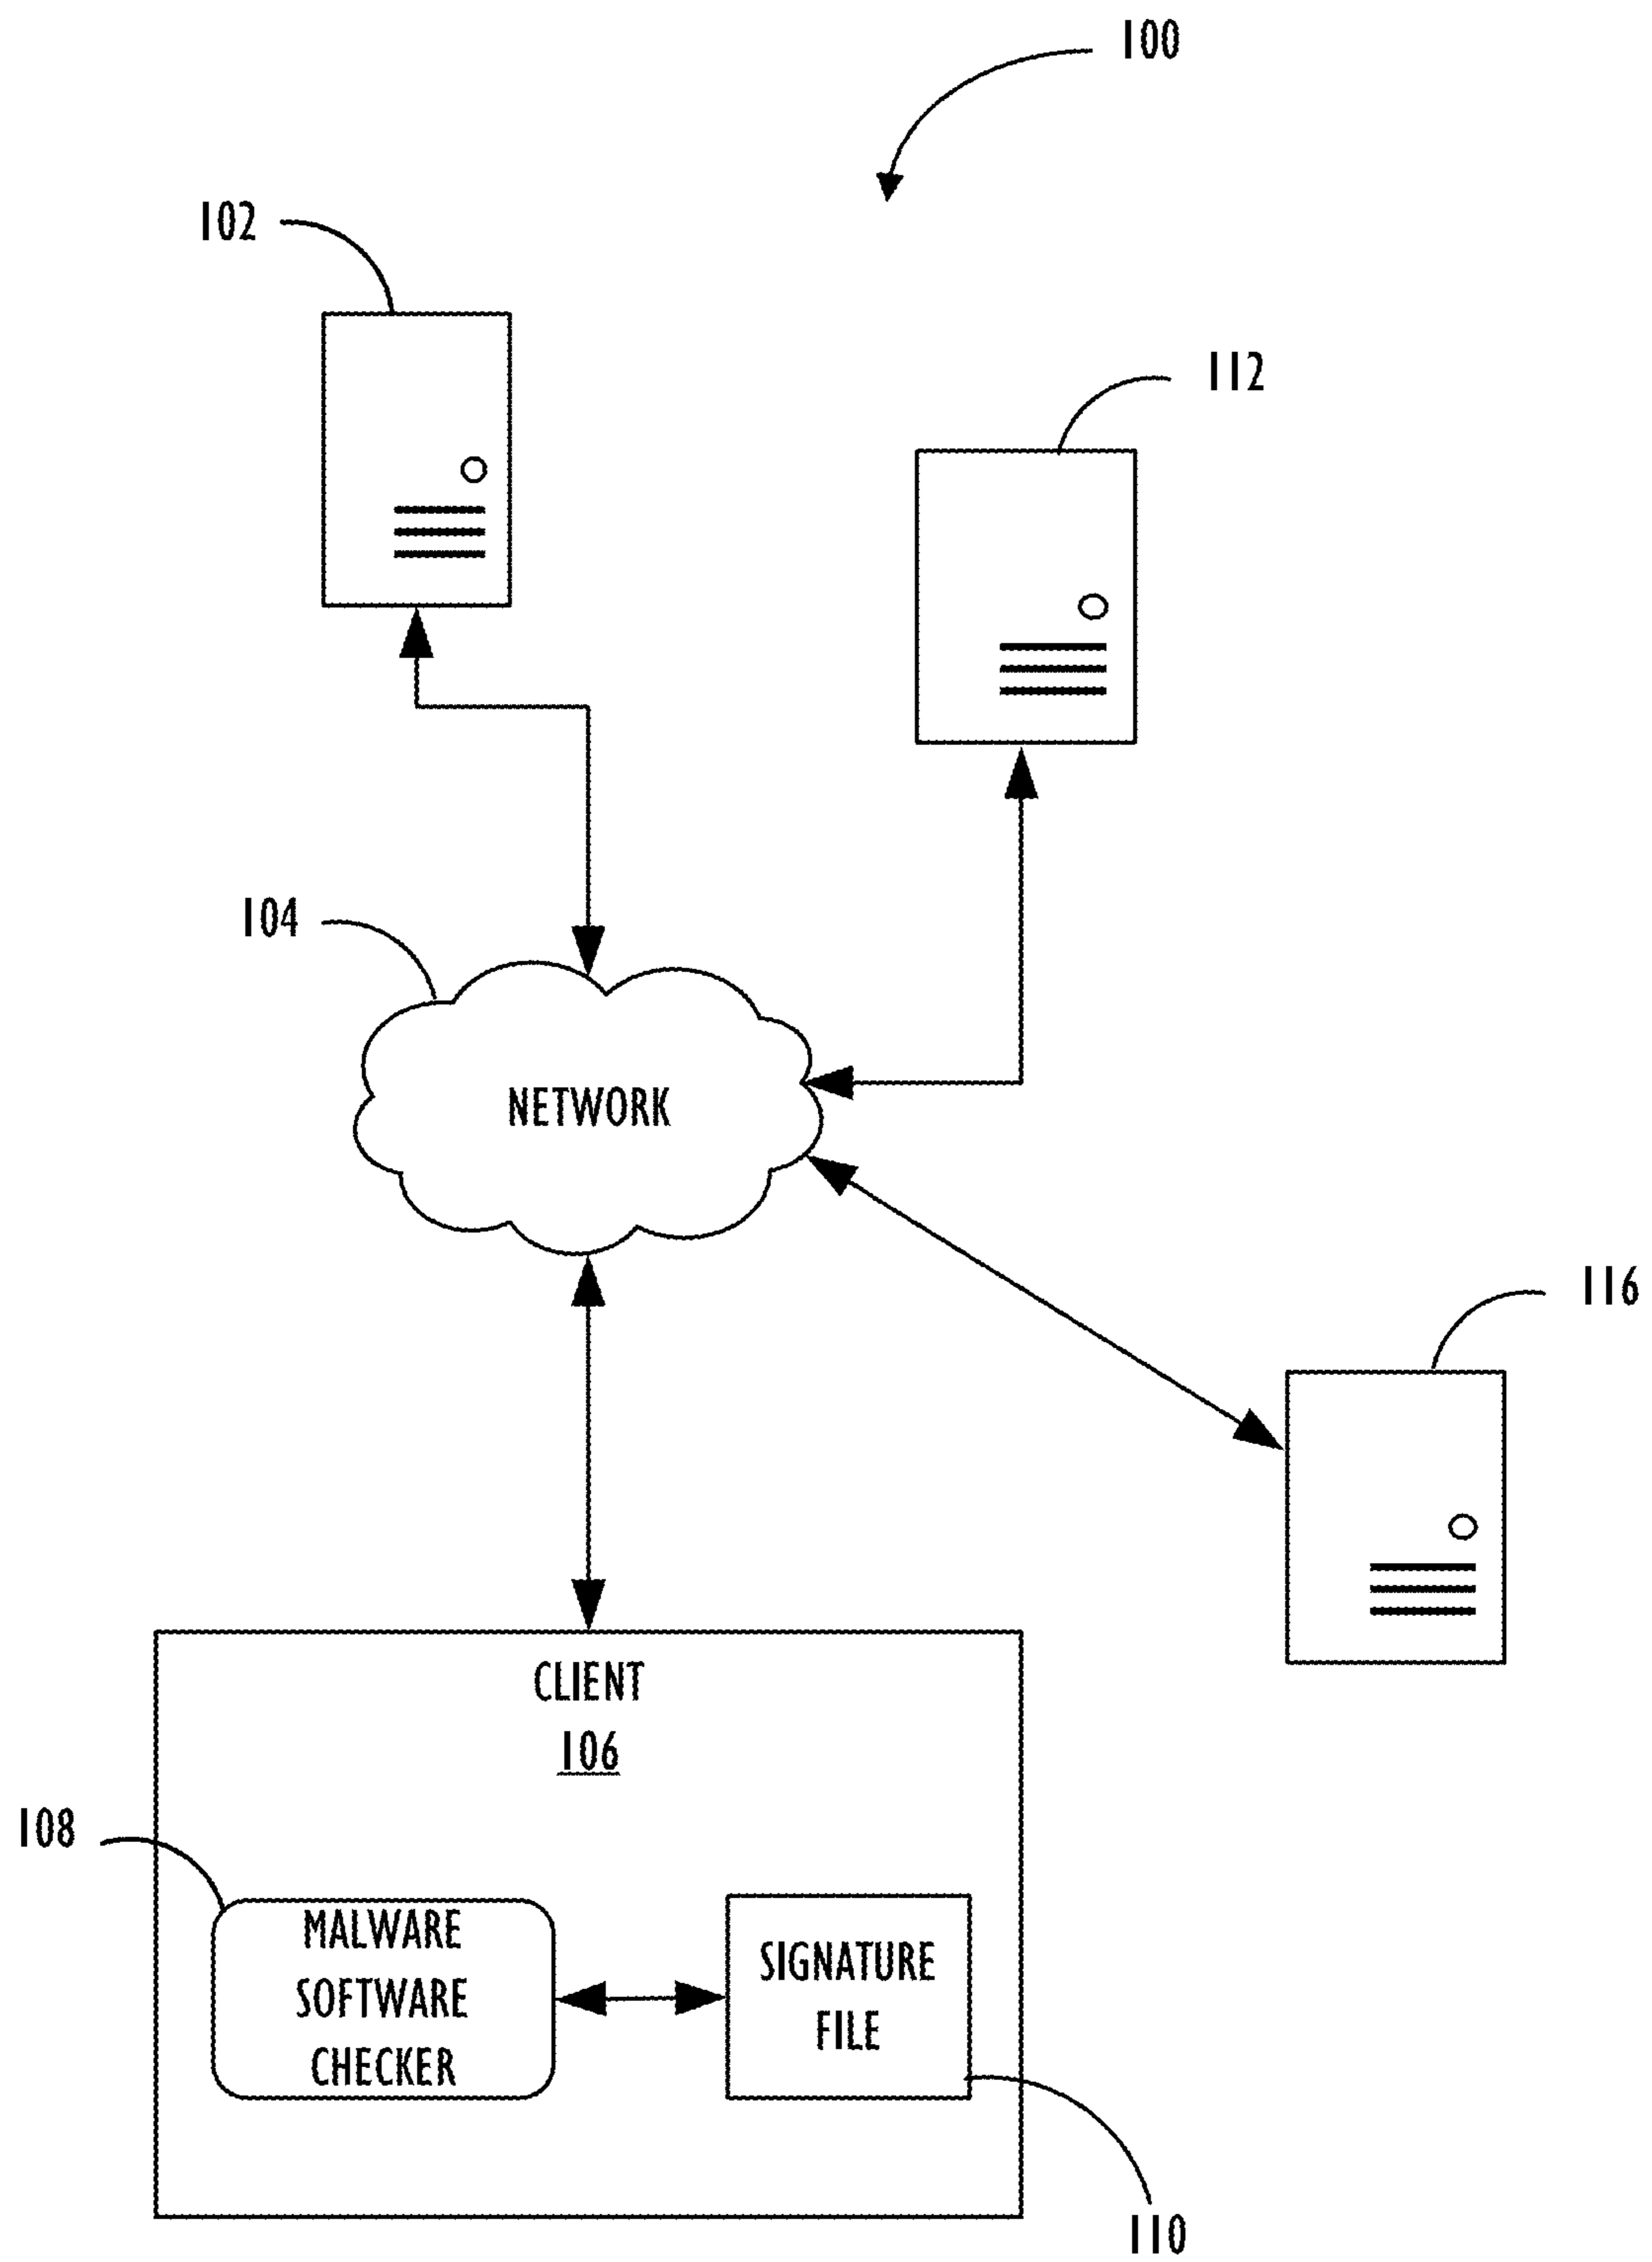 100
102
112
104
NETWORK
116
CLIENT
106
108
MALWARE
SOFTWARE
CHECKER
SIGNATURE
FILE
110